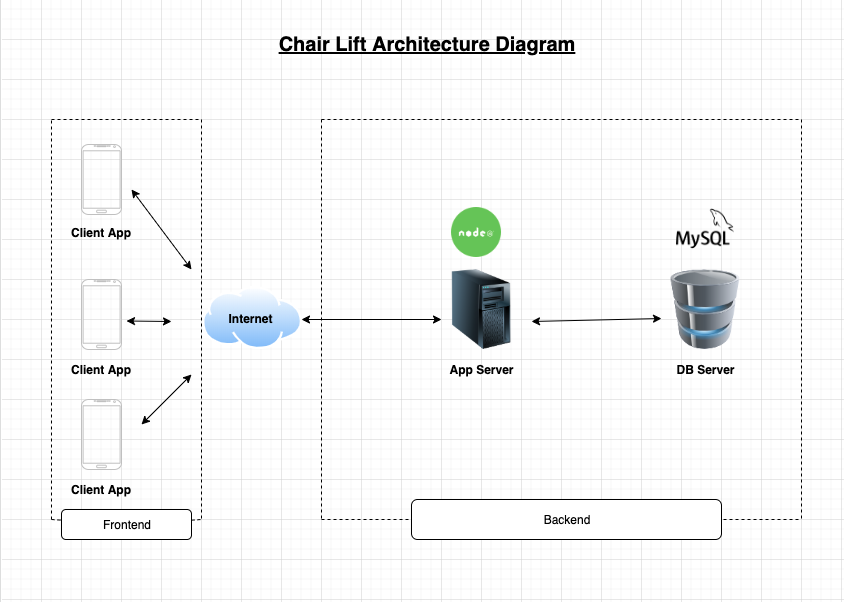 Chair Lift Architecture Diagram
Client App
Client App
Client App
Frontend
Internet
node
App Server
MySQL
DB Server
Backend